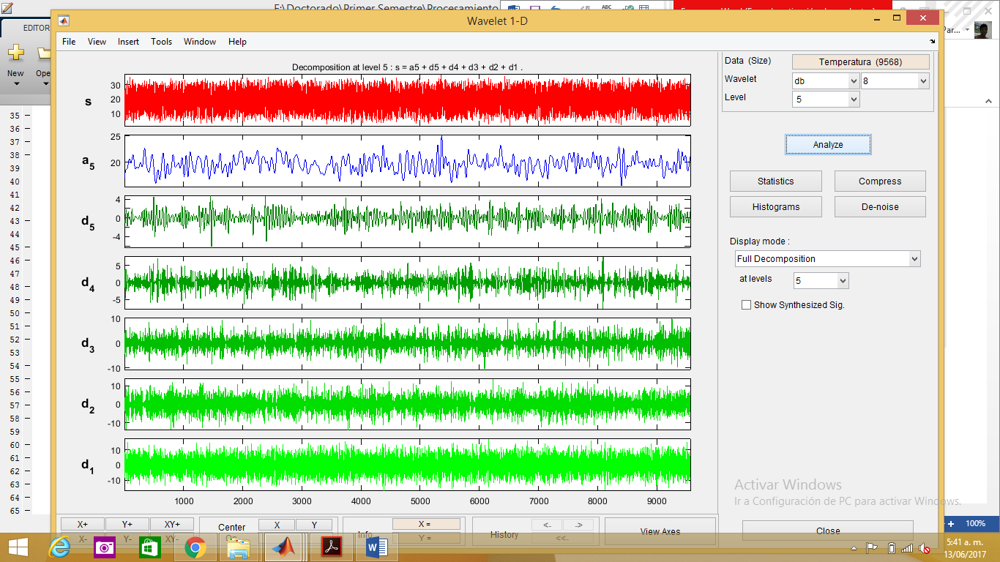 E:\Doctorado\Primer Semestre\Procesamiento
Wavelet 1-D
File View Insert Tools Window Help
EDITOR
New
Ope
35
36
37
38
39
40
41
42
43
44
45
46
47
48
49
50
51
52
53
54
55
56
57
58
59
60
61
62
63
64
65
Decomposition at level 5 : s = a5 + d5 + d4 + d3 + d2 + d1 .
s
30
20
10
a5
25
20
d5
4
0
-4
d4
5
0
-5
d3
10
0
-10
d2
10
0
-10
d1
10
0
-10
1000 2000 3000 4000 5000 6000 7000 8000 9000
Data (Size) Temperatura (9568)
Wavelet db 8
Level 5
Analyze
Statistics Compress
Histograms De-noise
Display mode :
Full Decomposition
at levels 5
Show Synthesized Sig.
Activar Windows
Ir a Configuración de PC para activar Windows.
X+ Y+ XY+
X- Y- XY-
Center
On
X Y
Info
X =
Y =
History
<- ->
<<-
View Axes
Close
ABC
Par...
100%
5:41 a. m.
13/06/2017